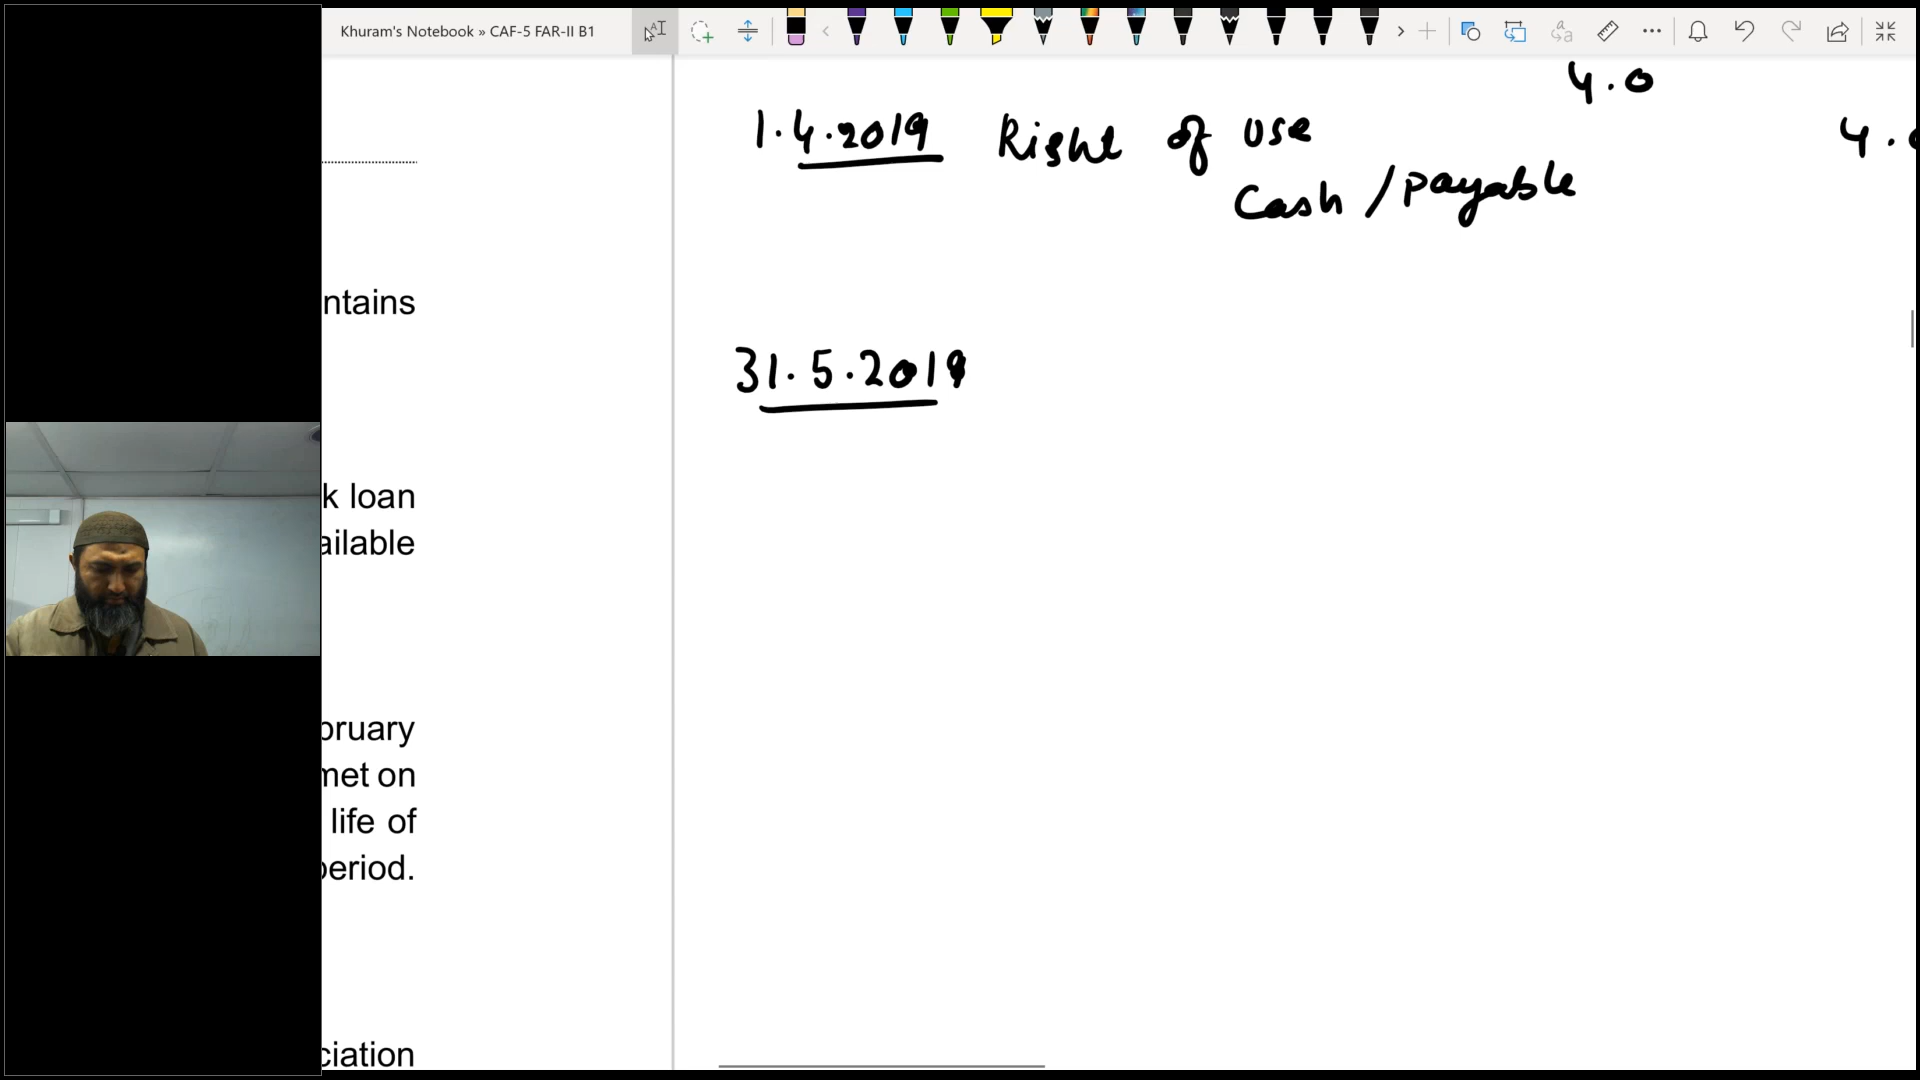 Khuram's Notebook » CAF-5 FAR-II B1
4.0
1.4.2019 Right of use
4.
Cash / payable
31.5.2019
ntains
k loan
ailable
bruary
met on
life of
period.
ciation